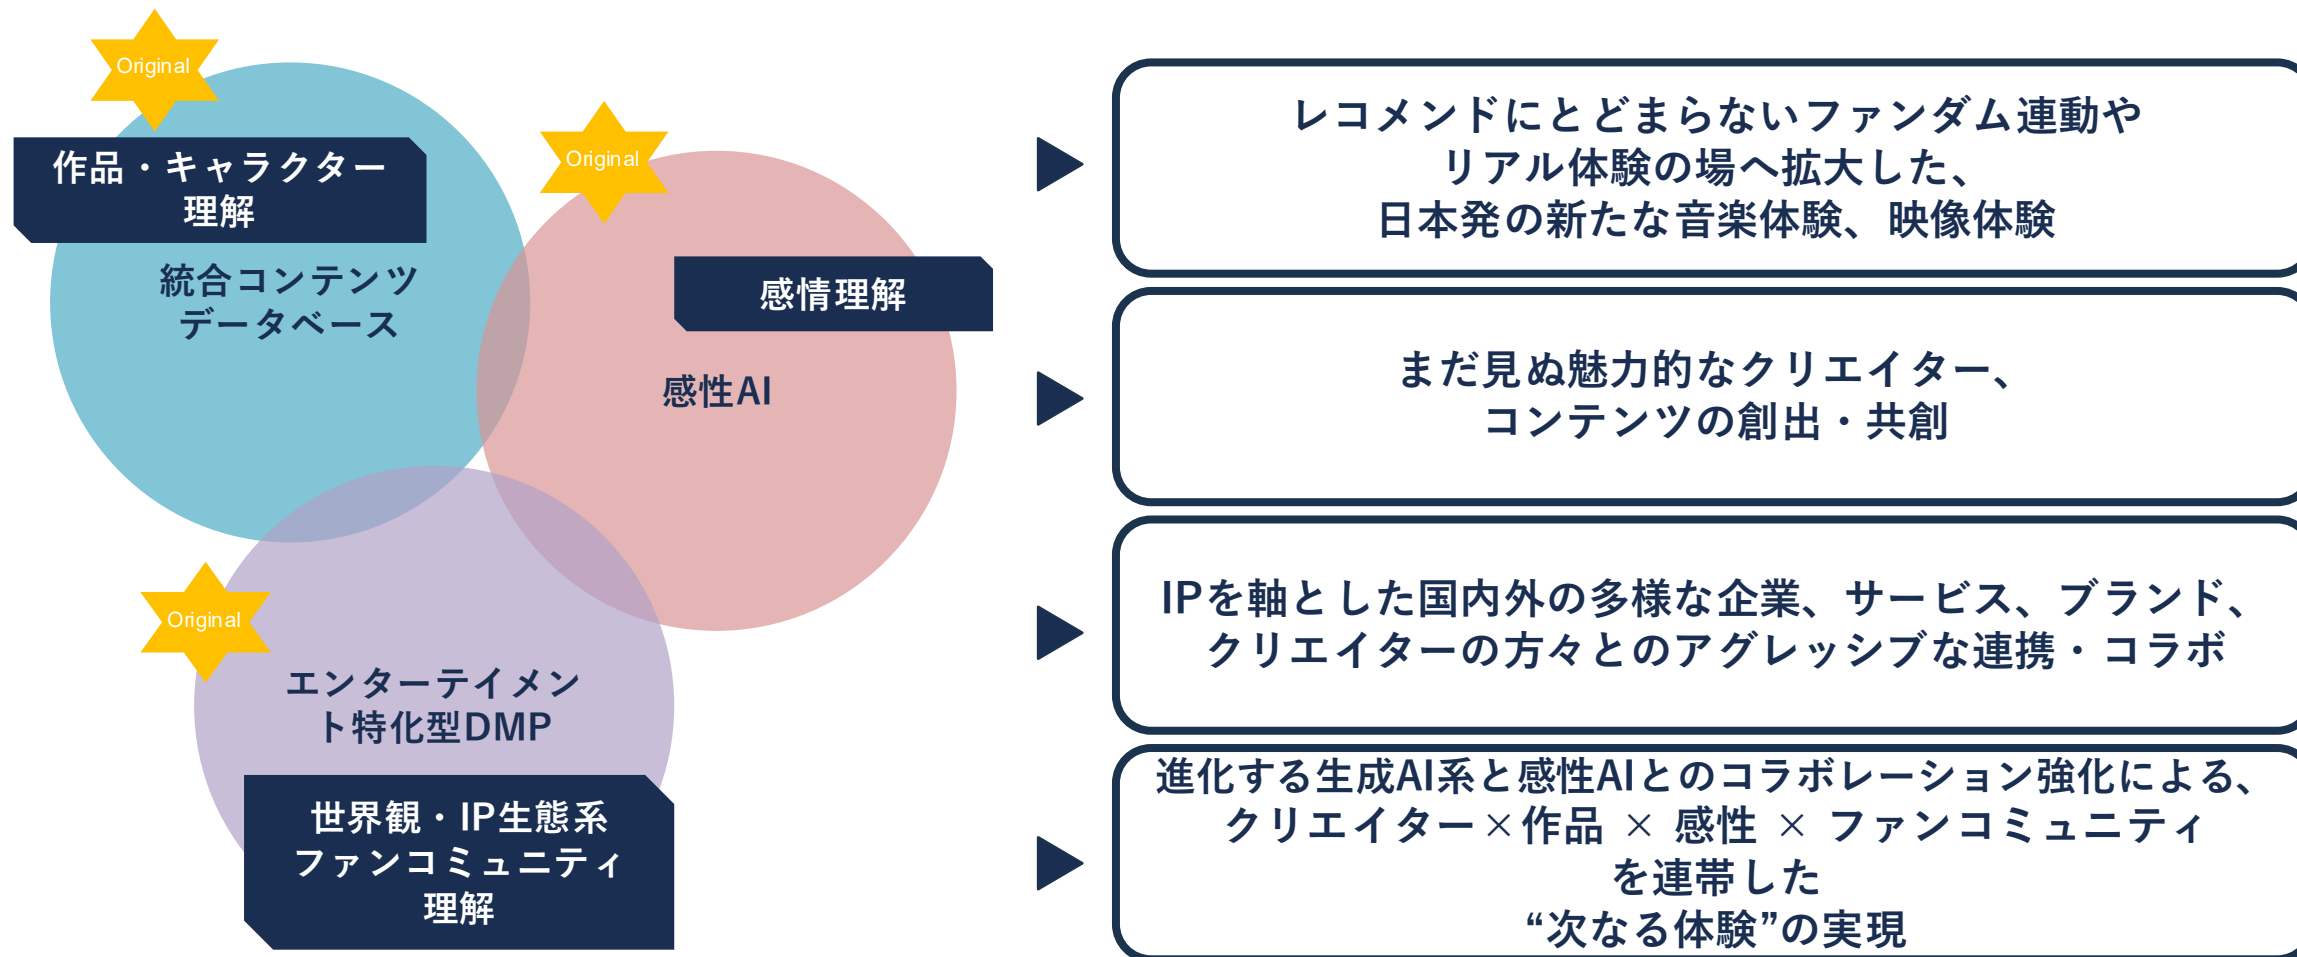 Original
作品・キャラクター
理解
統合コンテンツ
データベース
Original
感情理解
感性AI
Original
エンターテイメン
ト特化型DMP
世界観・IP生態系
ファンコミュニティ
理解
レコメンドにとどまらないファンダム連動や
リアル体験の場へ拡大した、
日本発の新たな音楽体験、映像体験
まだ見ぬ魅力的なクリエイター、
コンテンツの創出・共創
IPを軸とした国内外の多様な企業、サービス、ブランド、
クリエイターの方々とのアグレッシブな連携・コラボ
進化する生成AI系と感性AIとのコラボレーション強化による、
クリエイター×作品 × 感性 × ファンコミュニティ
を連帯した
“次なる体験”の実現